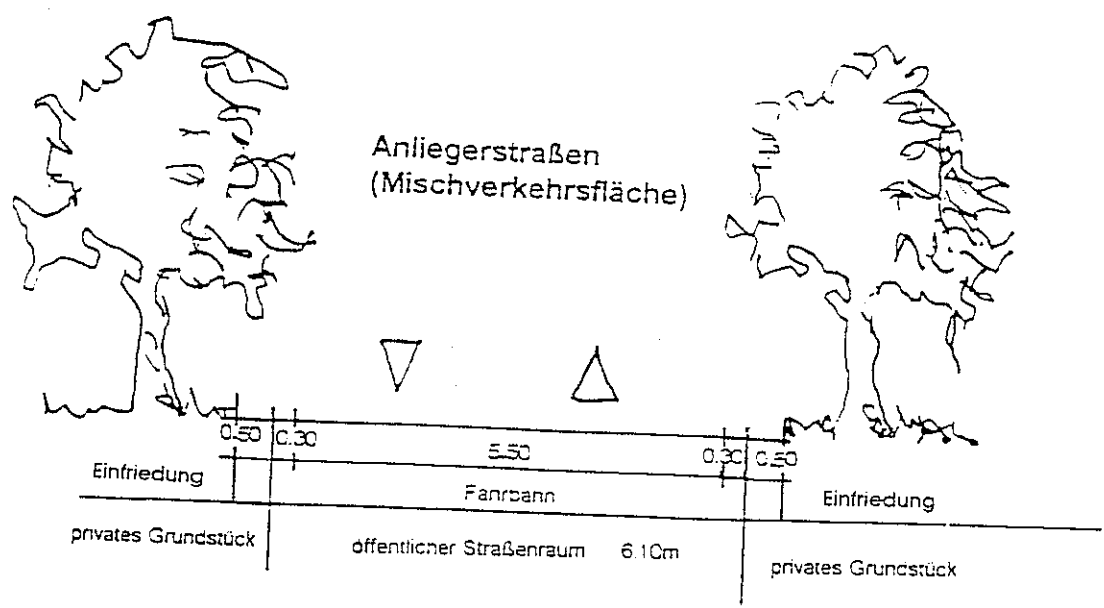 Anliegerstraßen
(Mischverkehrsfläche)
0.50 0.30 5.50 0.30 0.50
Einfriedung Fahrbahn Einfriedung
privates Grundstück öffentlicher Straßenraum 6.10m privates Grundstück